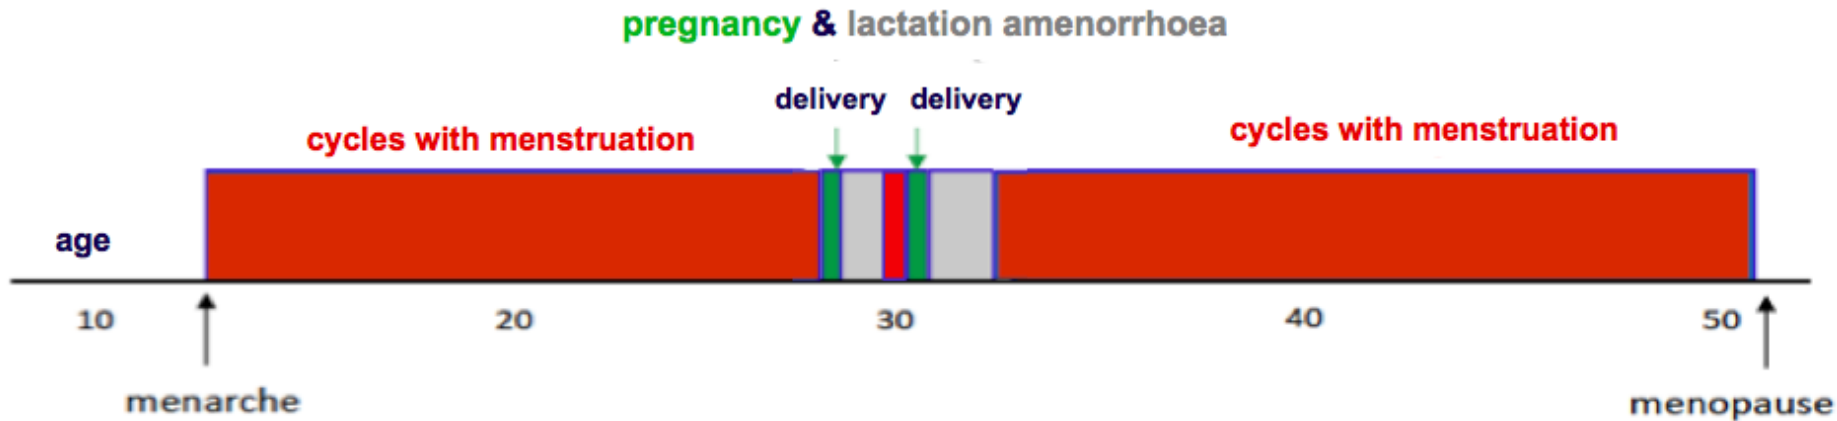 pregnancy & lactation amenorrhoea
delivery delivery
cycles with menstruation cycles with menstruation
age
10 20 30 40 50
menarche menopause